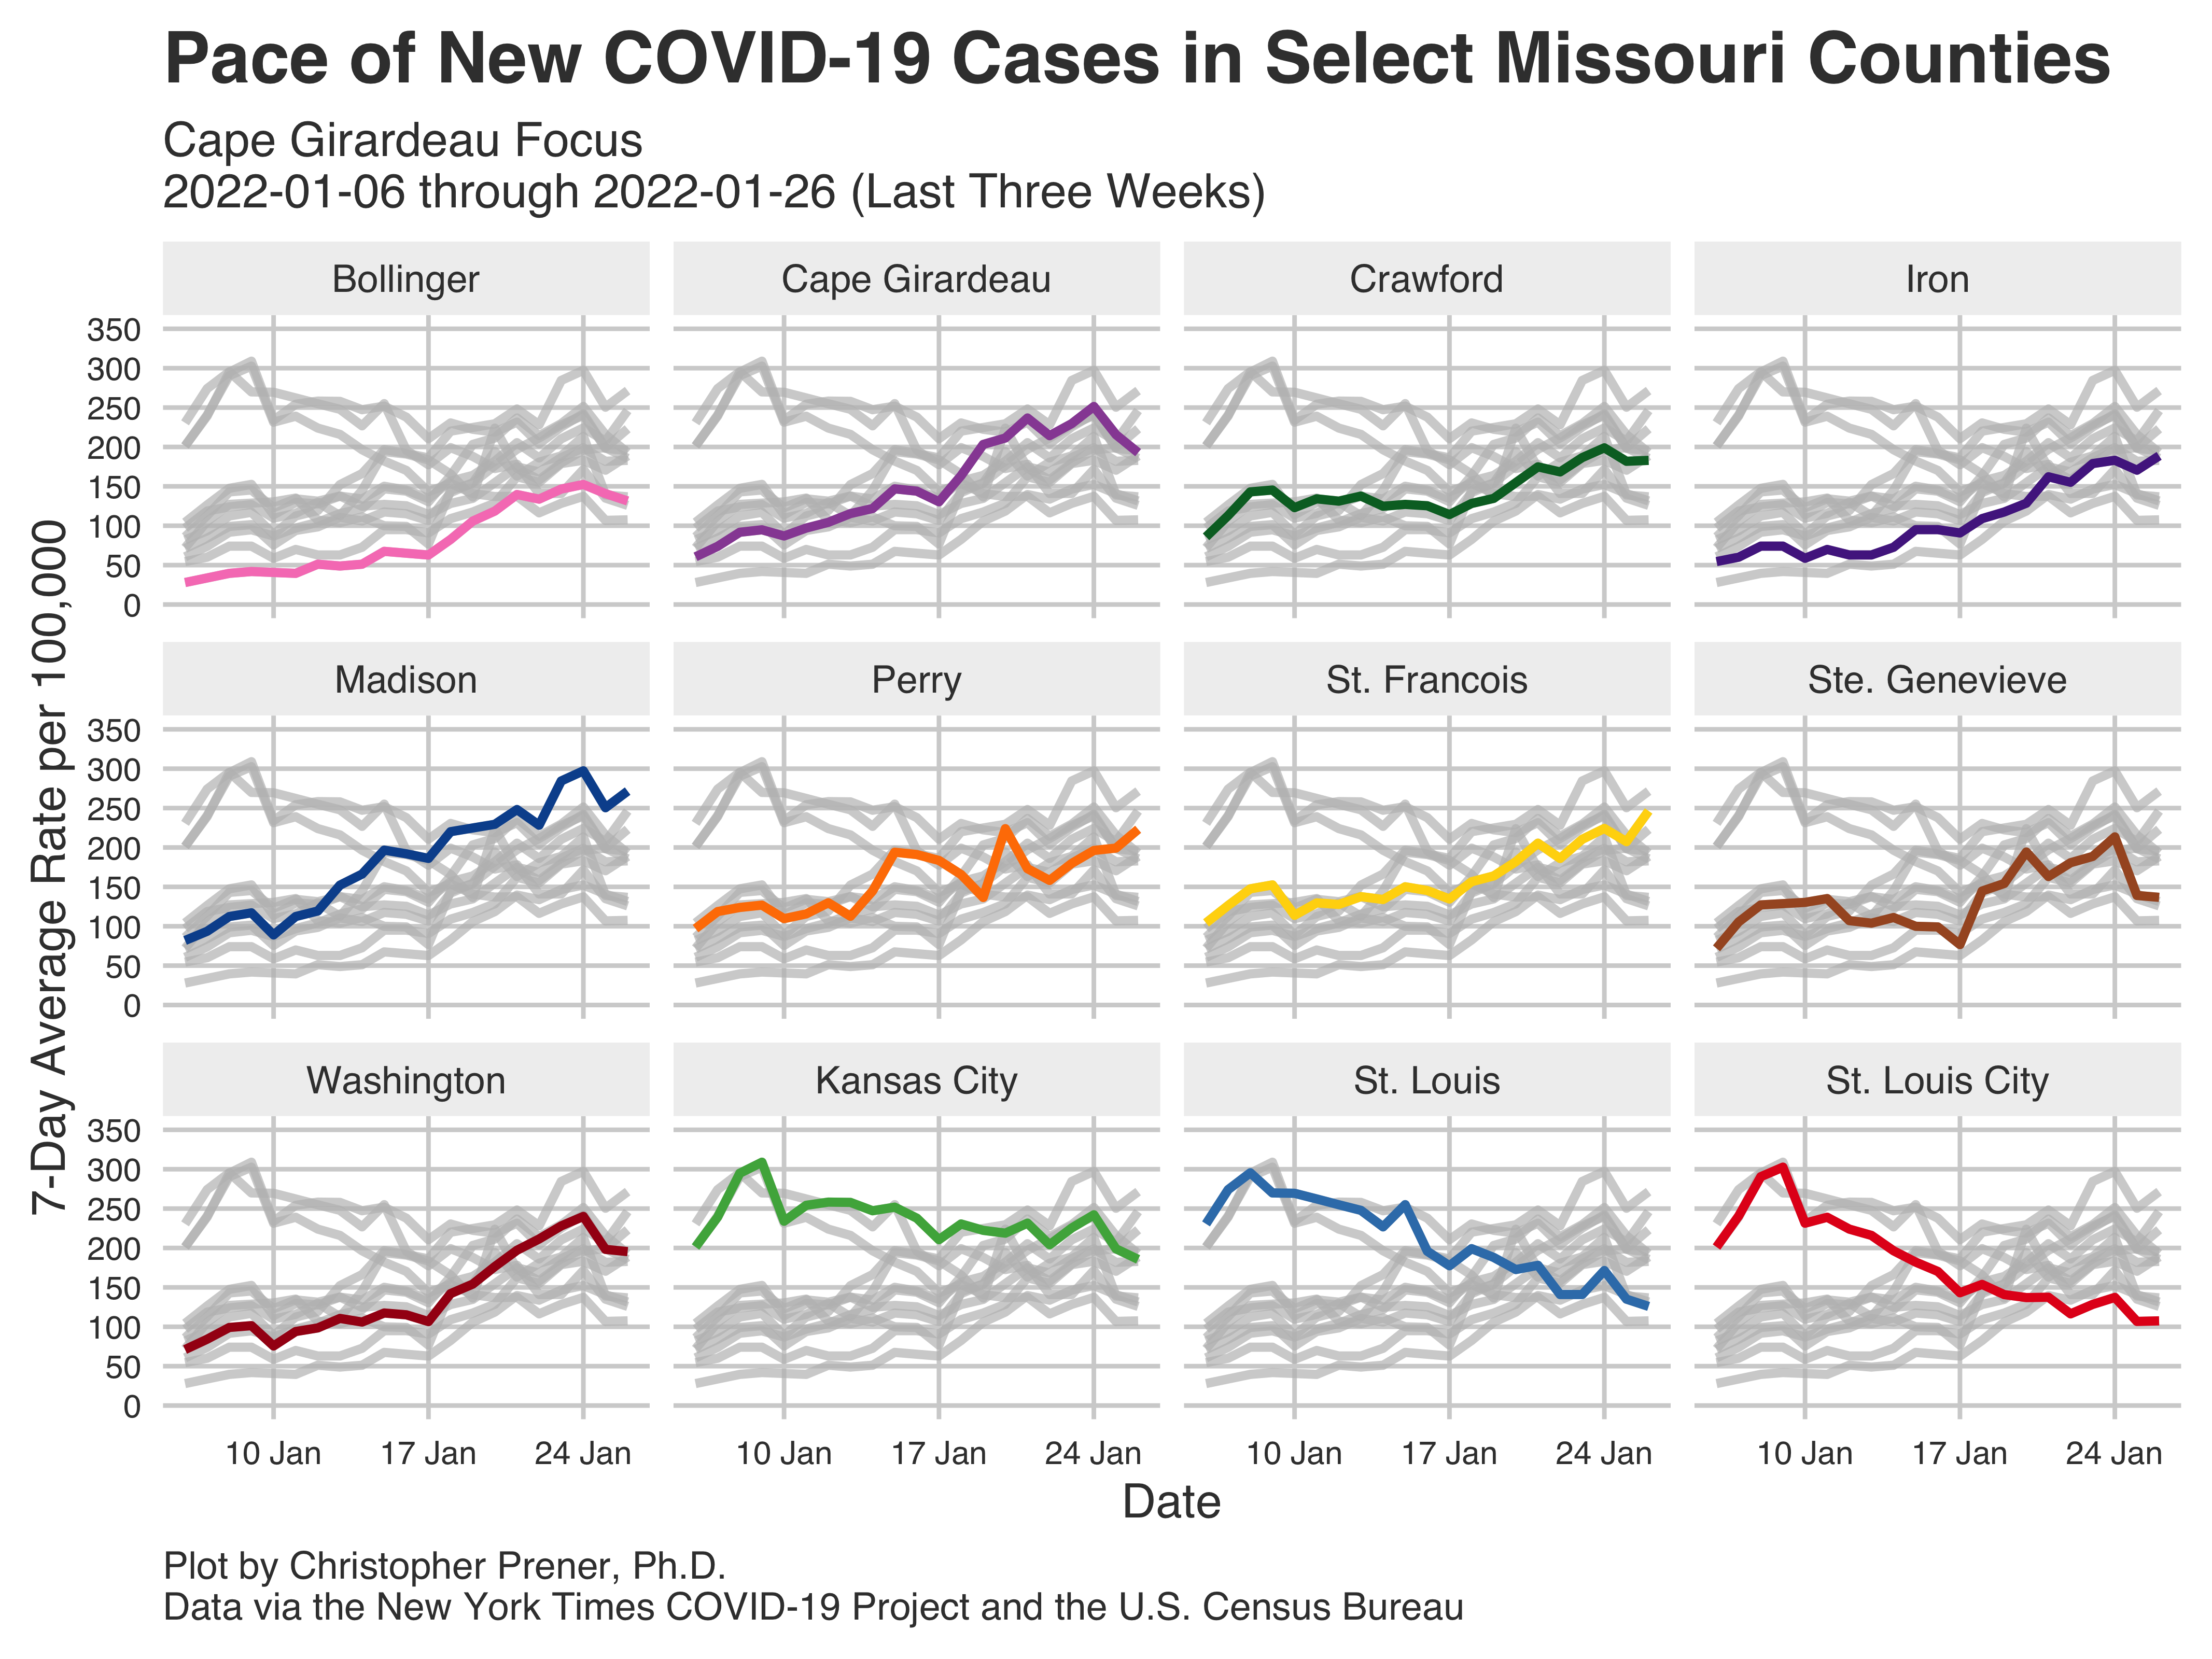 Pace of New COVID-19 Cases in Select Missouri Counties
Cape Girardeau Focus
2022-01-06 through 2022-01-26 (Last Three Weeks)
Bollinger Cape Girardeau Crawford Iron
350
300
250
200
150
100
50
0
Madison Perry St. Francois Ste. Genevieve
350
300
250
200
150
100
50
0
Washington Kansas City St. Louis St. Louis City
350
300
250
200
150
100
50
0
7-Day Average Rate per 100,000
10 Jan 17 Jan 24 Jan 10 Jan 17 Jan 24 Jan 10 Jan 17 Jan 24 Jan 10 Jan 17 Jan 24 Jan
Date
Plot by Christopher Prener, Ph.D.
Data via the New York Times COVID-19 Project and the U.S. Census Bureau